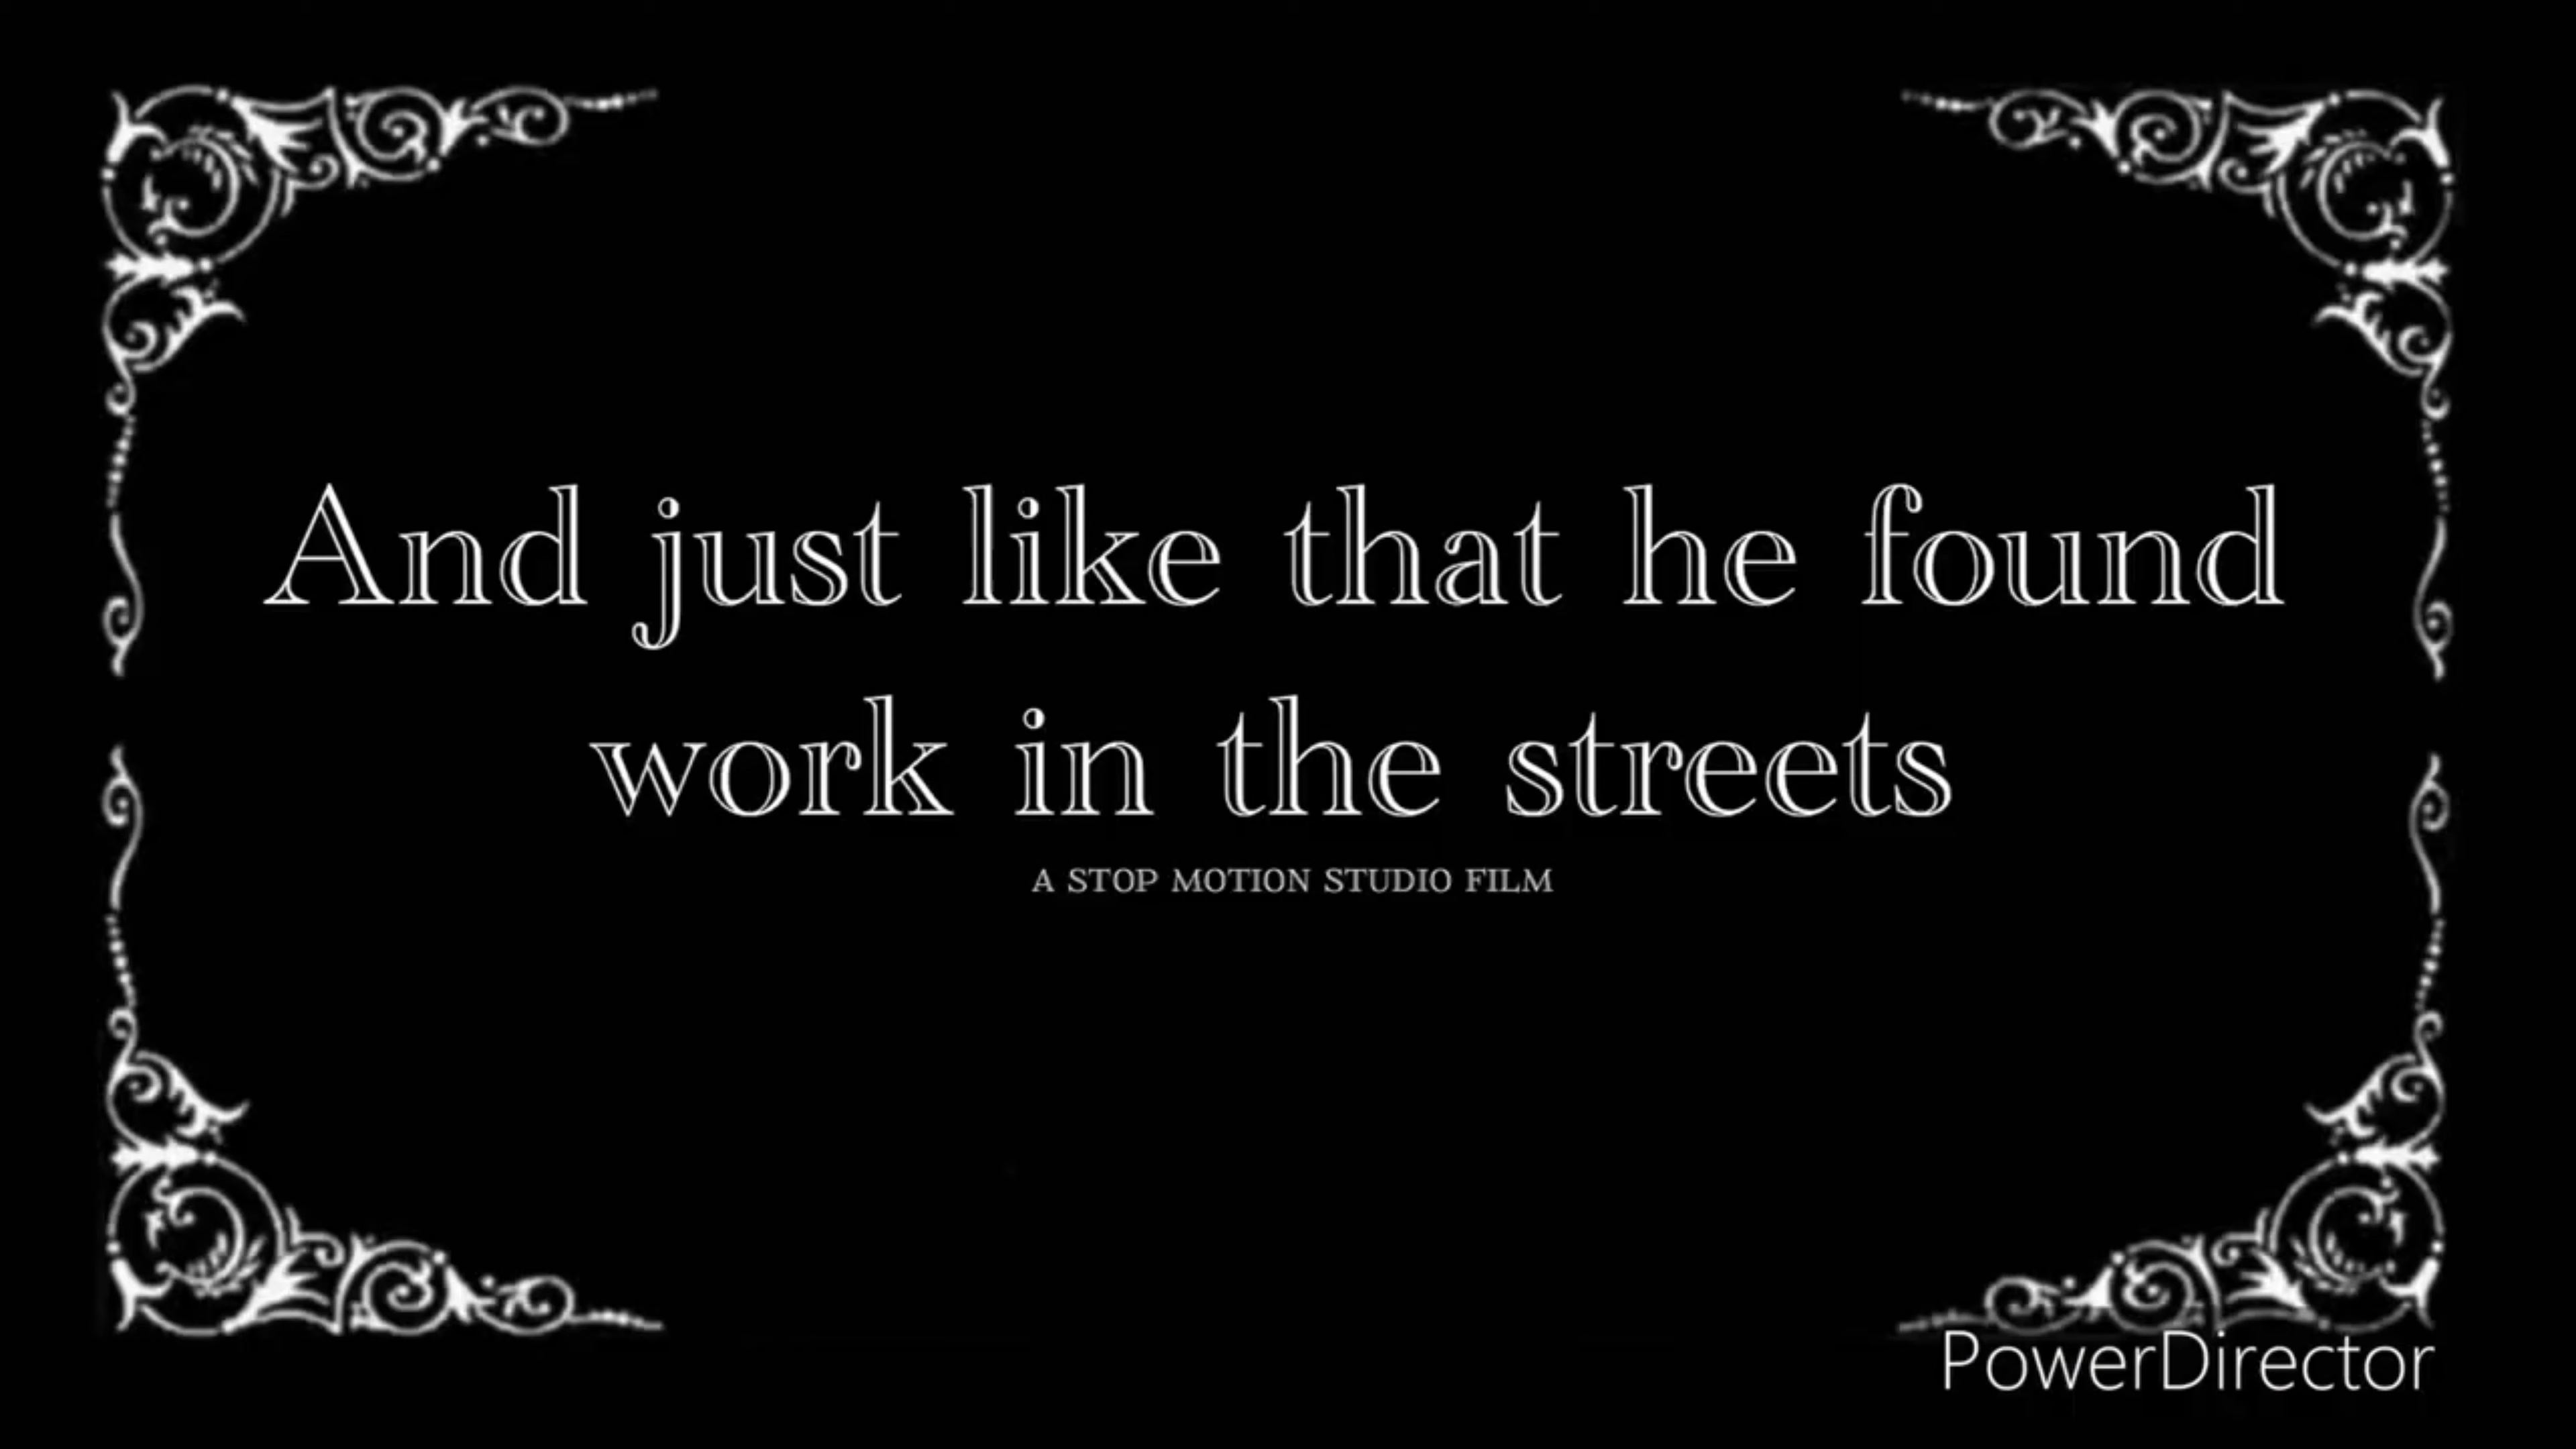 And just like that he found
work in the streets
A STOP MOTION STUDIO FILM
PowerDirector